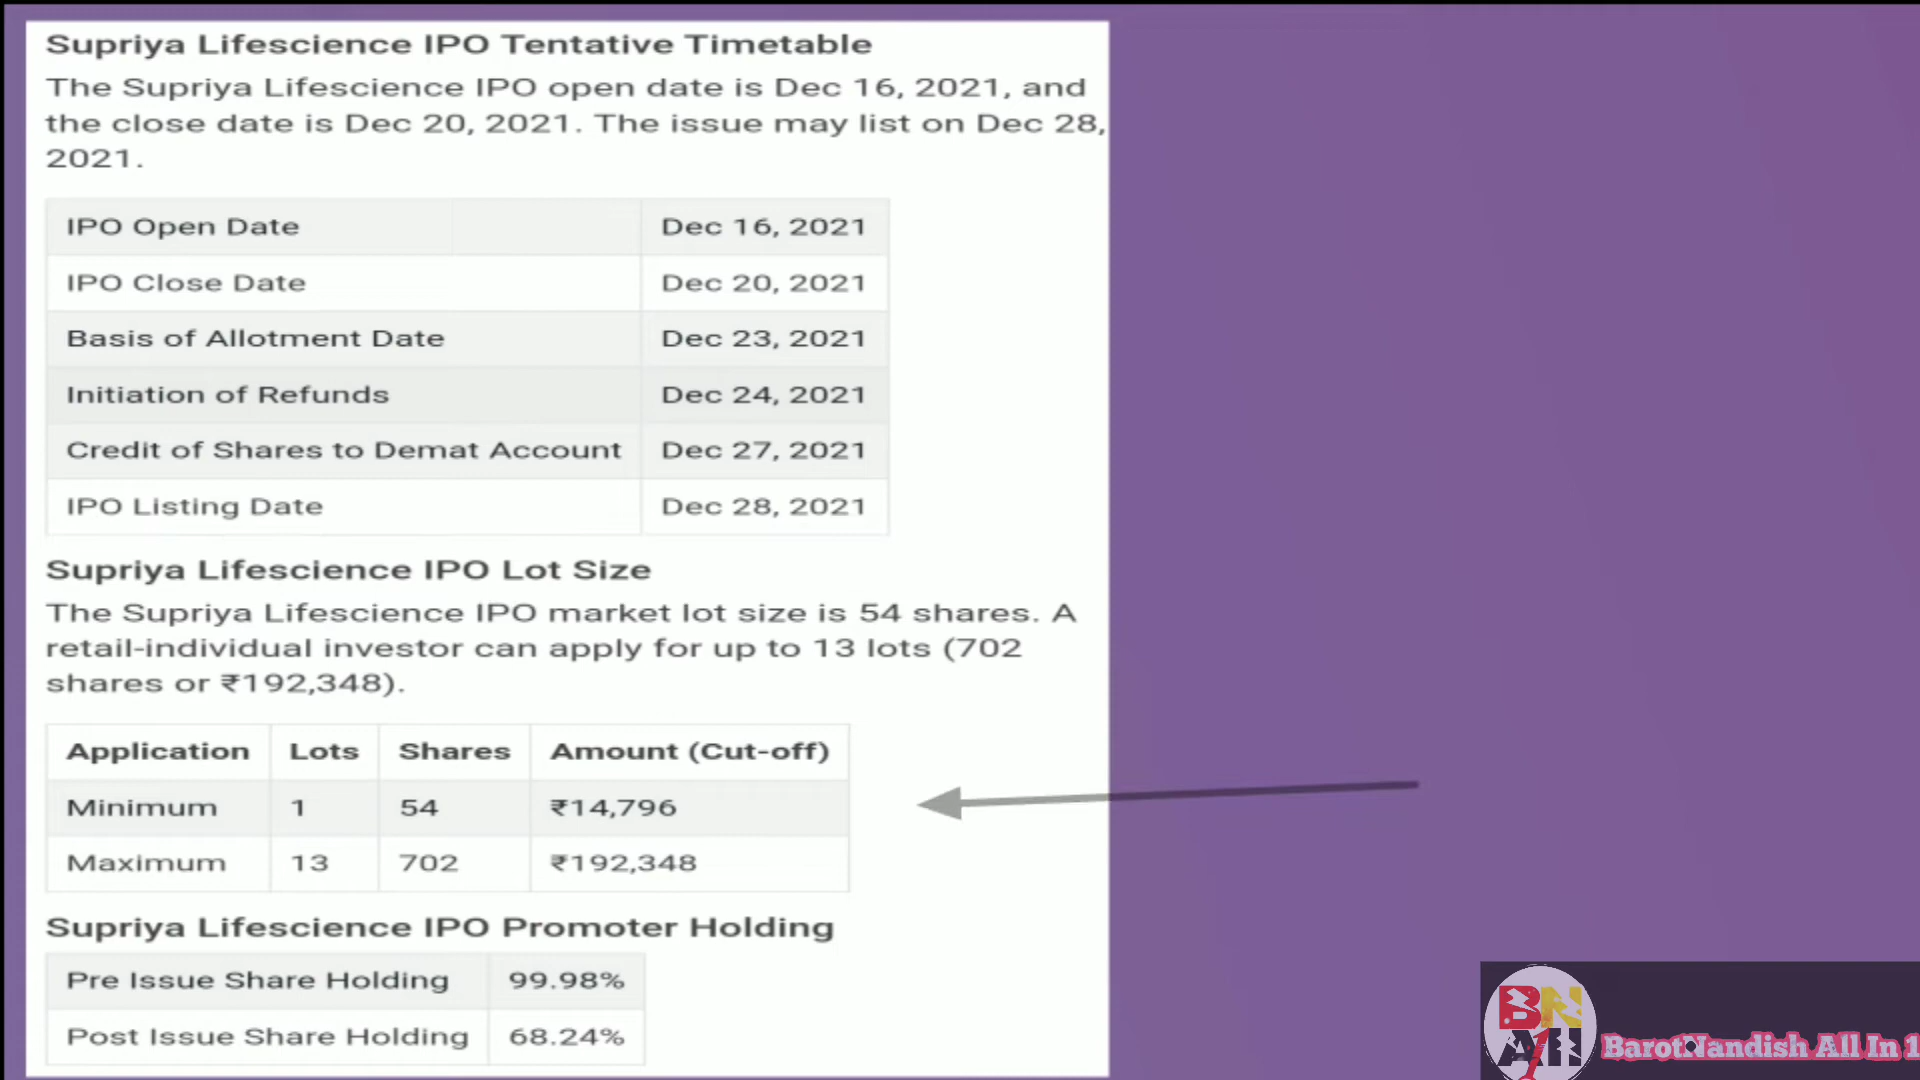 Supriya Lifescience IPO Tentative Timetable
The Supriya Lifescience IPO open date is Dec 16, 2021, and
the close date is Dec 20, 2021. The issue may list on Dec 28,
2021.
IPO Open Date Dec 16, 2021
IPO Close Date Dec 20, 2021
Basis of Allotment Date Dec 23, 2021
Initiation of Refunds Dec 24, 2021
Credit of Shares to Demat Account Dec 27, 2021
IPO Listing Date Dec 28, 2021
Supriya Lifescience IPO Lot Size
The Supriya Lifescience IPO market lot size is 54 shares. A
retail-individual investor can apply for up to 13 lots (702
shares or ₹192,348).
Application Lots Shares Amount (Cut-off)
Minimum 1 54 ₹14,796
Maximum 13 702 ₹192,348
Supriya Lifescience IPO Promoter Holding
Pre Issue Share Holding 99.98%
Post Issue Share Holding 68.24%
BN
All
1
BarotNandish All In 1